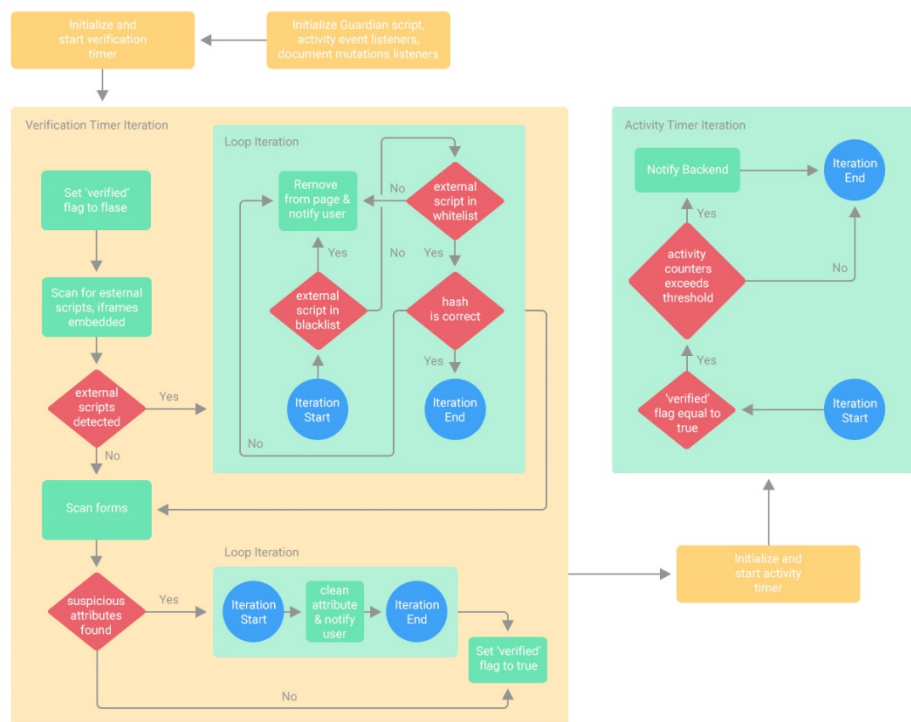 Initialize and
start verification
timer
Initialize Guardian script,
activity event listeners,
document mutations listeners
Verification Timer Iteration
Set 'verified'
flag to flase
Scan for esternal
scripts, iframes
embedded
external
scripts
detected
Yes
No
Scan forms
suspicious
attributes
found
Yes
No
Loop Iteration
Remove
from page &
notify user
No
external
script in
whitelist
Yes
Yes
No
external
script in
blacklist
hash
is correct
Yes
No
Iteration
Start
Iteration
End
Loop Iteration
Iteration
Start
clean
attribute
& notify
user
Iteration
End
Set 'verified'
flag to true
Activity Timer Iteration
Notify Backend
Iteration
End
Yes
activity
counters
exceeds
threshold
No
Yes
'verified'
flag equal to
true
Iteration
Start
Initialize and
start activity
timer